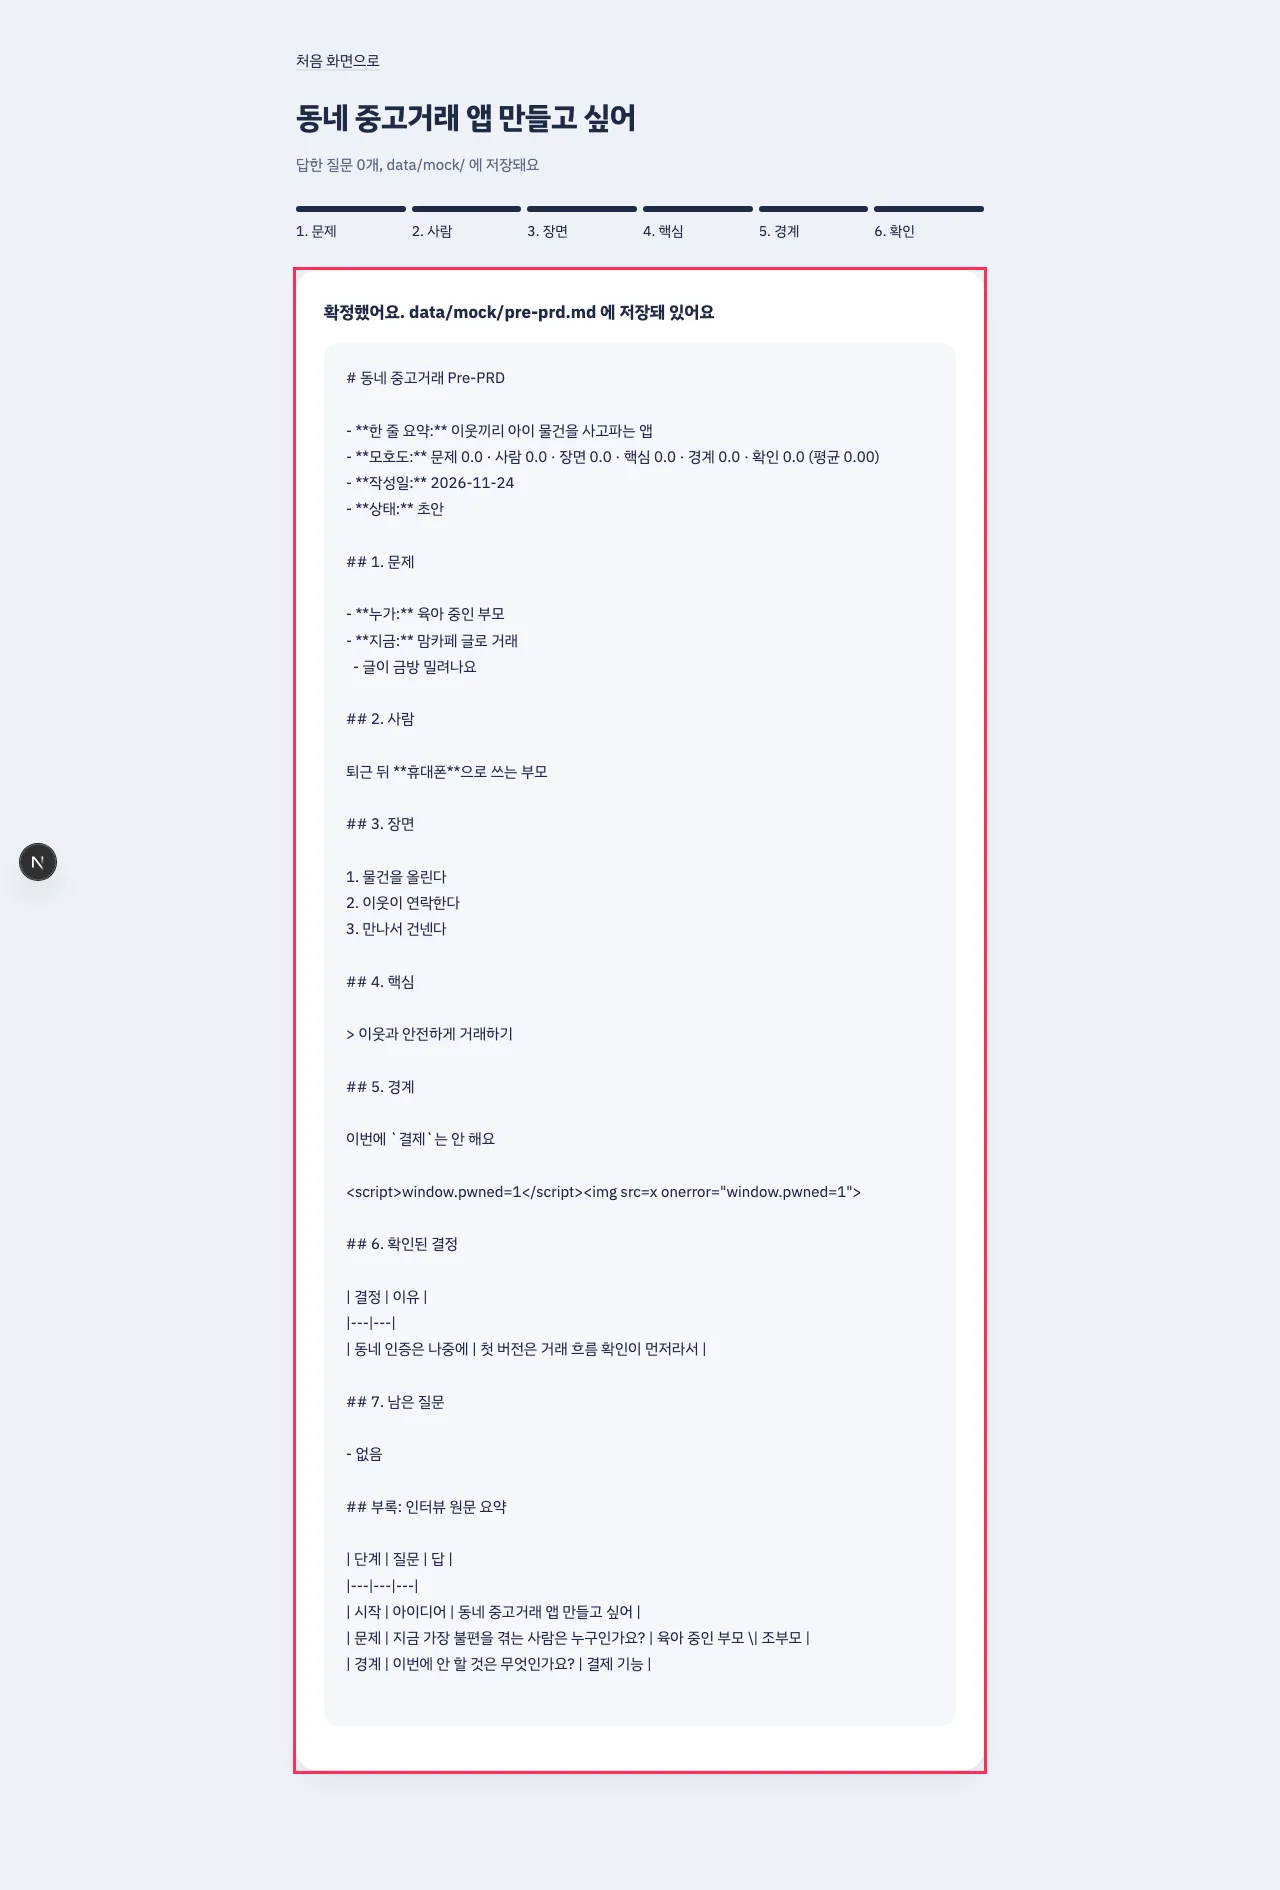 처음 화면으로
동네 중고거래 앱 만들고 싶어
답한 질문 0개, data/mock/ 에 저장돼요
1. 문제
2. 사람
3. 장면
4. 핵심
5. 경계
6. 확인
확정했어요. data/mock/pre-prd.md 에 저장돼 있어요
# 동네 중고거래 Pre-PRD
- **한 줄 요약:** 이웃끼리 아이 물건을 사고파는 앱
- **모호도:** 문제 0.0 · 사람 0.0 · 장면 0.0 · 핵심 0.0 · 경계 0.0 · 확인 0.0 (평균 0.00)
- **작성일:** 2026-11-24
- **상태:** 초안
## 1. 문제
- **누가:** 육아 중인 부모
- **지금:** 맘카페 글로 거래
  - 글이 금방 밀려나요
## 2. 사람
퇴근 뒤 **휴대폰**으로 쓰는 부모
## 3. 장면
1. 물건을 올린다
2. 이웃이 연락한다
3. 만나서 건넨다
## 4. 핵심
> 이웃과 안전하게 거래하기
## 5. 경계
이번에 `결제`는 안 해요
<script>window.pwned=1</script><img src=x onerror="window.pwned=1">
## 6. 확인된 결정
| 결정 | 이유 |
|---|---|
| 동네 인증은 나중에 | 첫 버전은 거래 흐름 확인이 먼저라서 |
## 7. 남은 질문
- 없음
## 부록: 인터뷰 원문 요약
| 단계 | 질문 | 답 |
|---|---|---|
| 시작 | 아이디어 | 동네 중고거래 앱 만들고 싶어 |
| 문제 | 지금 가장 불편을 겪는 사람은 누구인가요? | 육아 중인 부모 \| 조부모 |
| 경계 | 이번에 안 할 것은 무엇인가요? | 결제 기능 |
N